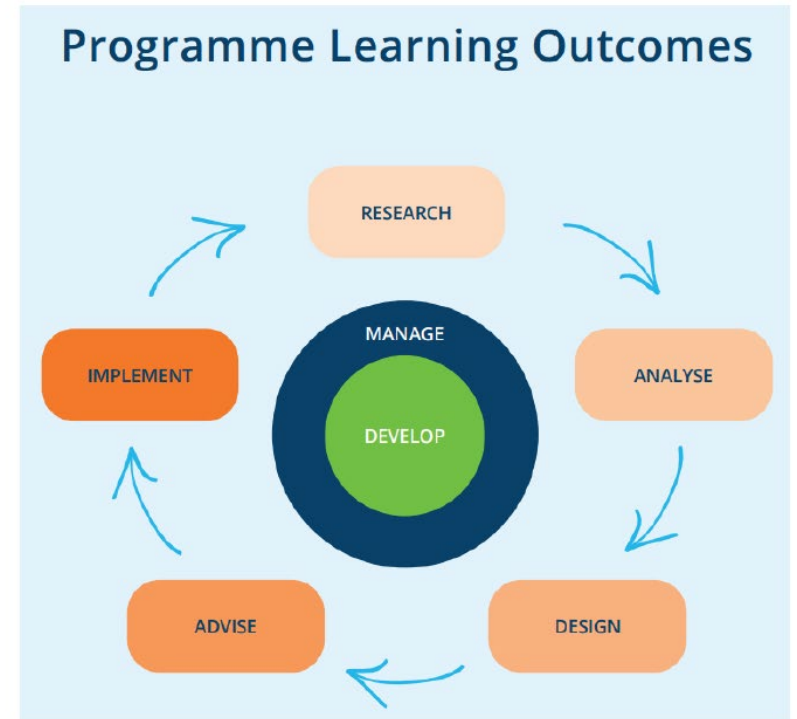 Programme Learning Outcomes
RESEARCH
MANAGE
IMPLEMENT
ANALYSE
DEVELOP
ADVISE
DESIGN